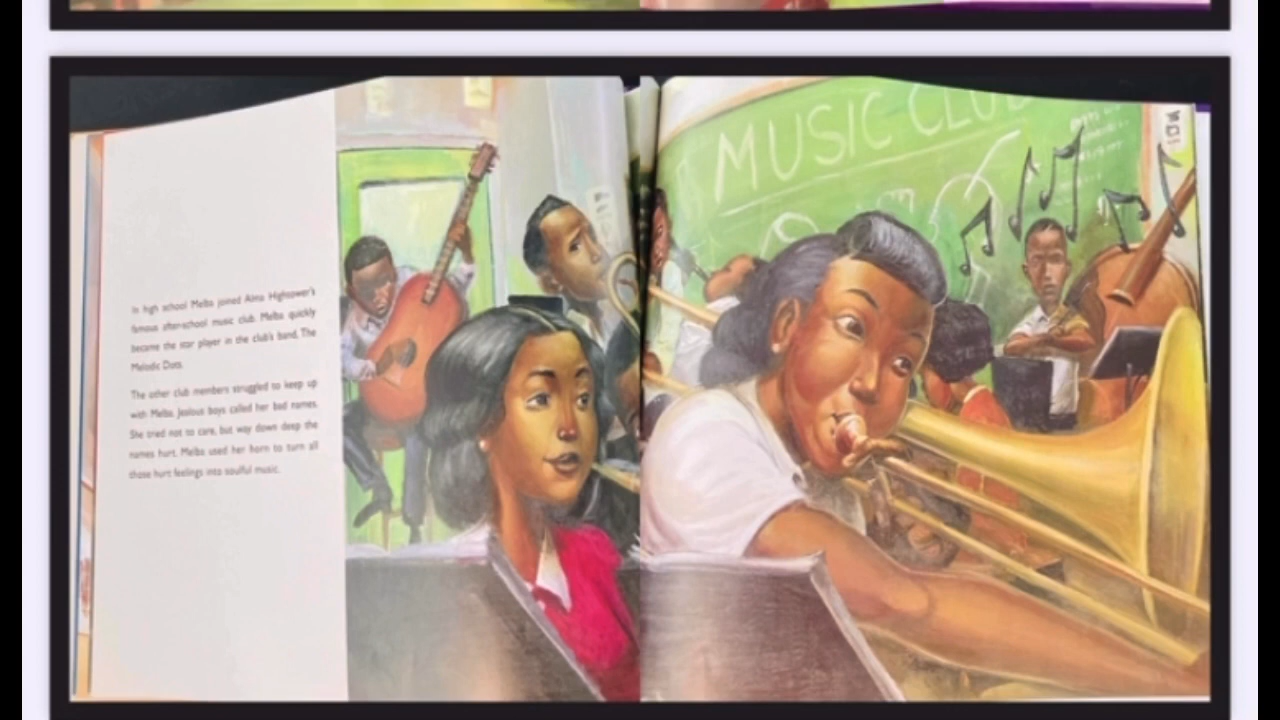 In high school Melba joined Alma Hightower's
famous after-school music club. Melba quickly
became the star player in the club's band, The
Melodic Dots.
The other club members struggled to keep up
with Melba. Jealous boys called her bad names.
She tried not to care, but way down deep the
names hurt. Melba used her horn to turn all
those hurt feelings into soulful music.
MUSIC CLUB